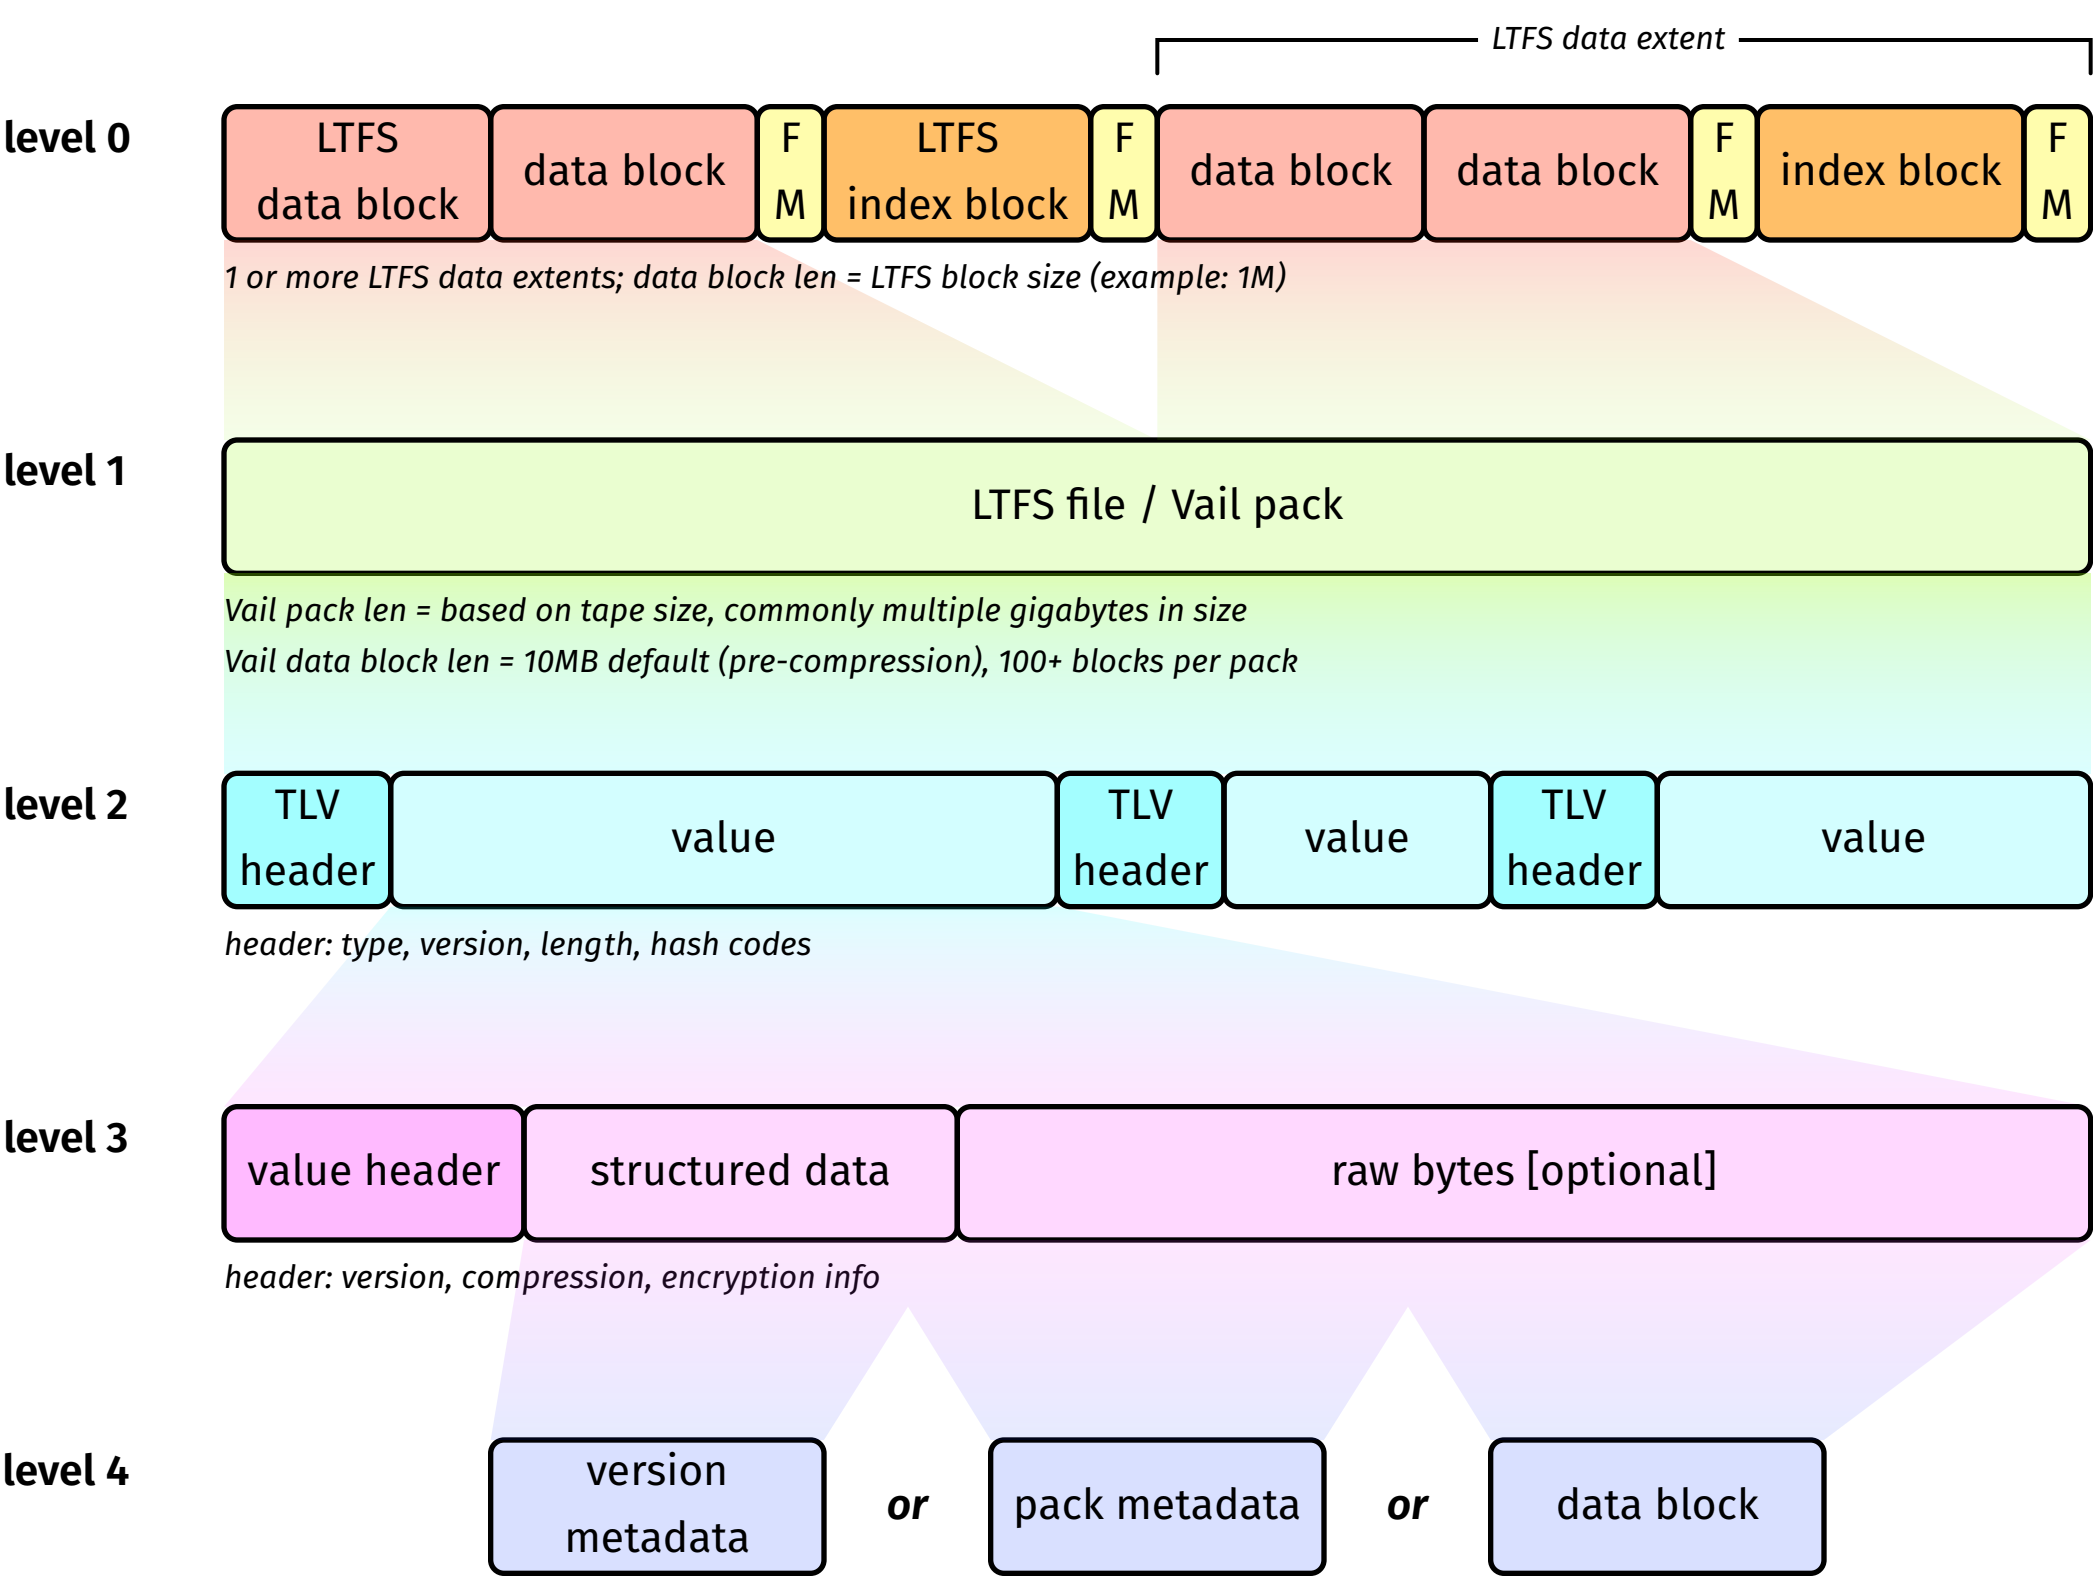 LTFS data extent
level 0
LTFS
data block
data block
F
M
LTFS
index block
F
M
data block
data block
F
M
index block
F
M
1 or more LTFS data extents; data block len = LTFS block size (example: 1M)
level 1
LTFS file / Vail pack
Vail pack len = based on tape size, commonly multiple gigabytes in size
Vail data block len = 10MB default (pre-compression), 100+ blocks per pack
level 2
TLV
header
value
TLV
header
value
TLV
header
value
header: type, version, length, hash codes
level 3
value header
structured data
raw bytes [optional]
header: version, compression, encryption info
level 4
version
metadata
or
pack metadata
or
data block